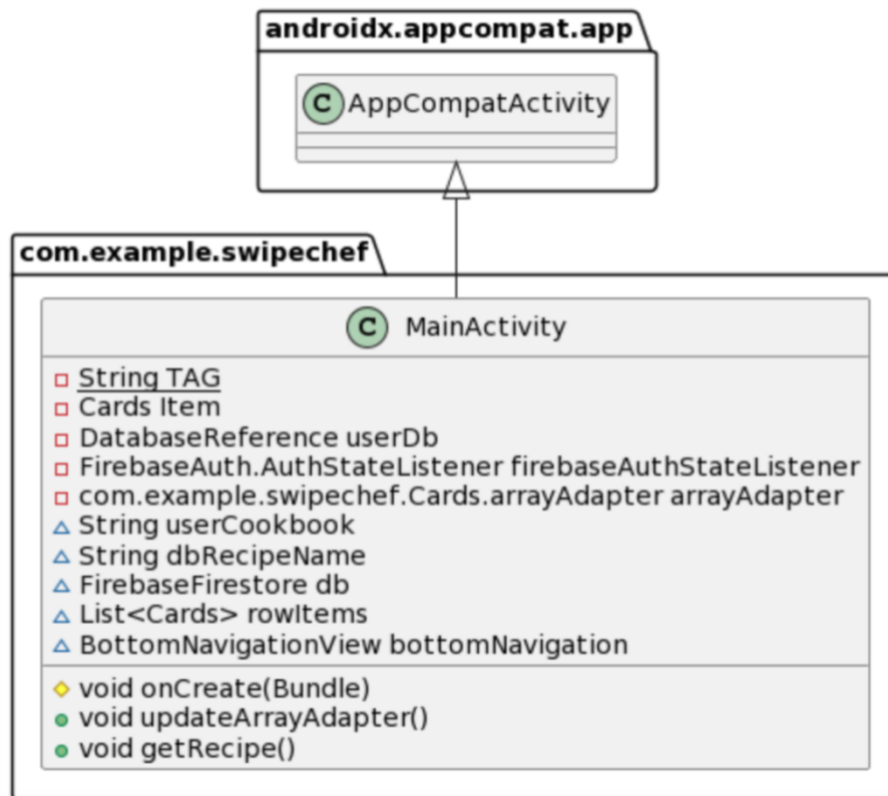 androidx.appcompat.app
C AppCompatActivity
com.example.swipechef
C MainActivity
String TAG
Cards Item
DatabaseReference userDb
FirebaseAuth.AuthStateListener firebaseAuthStateListener
com.example.swipechef.Cards.arrayAdapter arrayAdapter
String userCookbook
String dbRecipeName
FirebaseFirestore db
List<Cards> rowItems
BottomNavigationView bottomNavigation
void onCreate(Bundle)
void updateArrayAdapter()
void getRecipe()